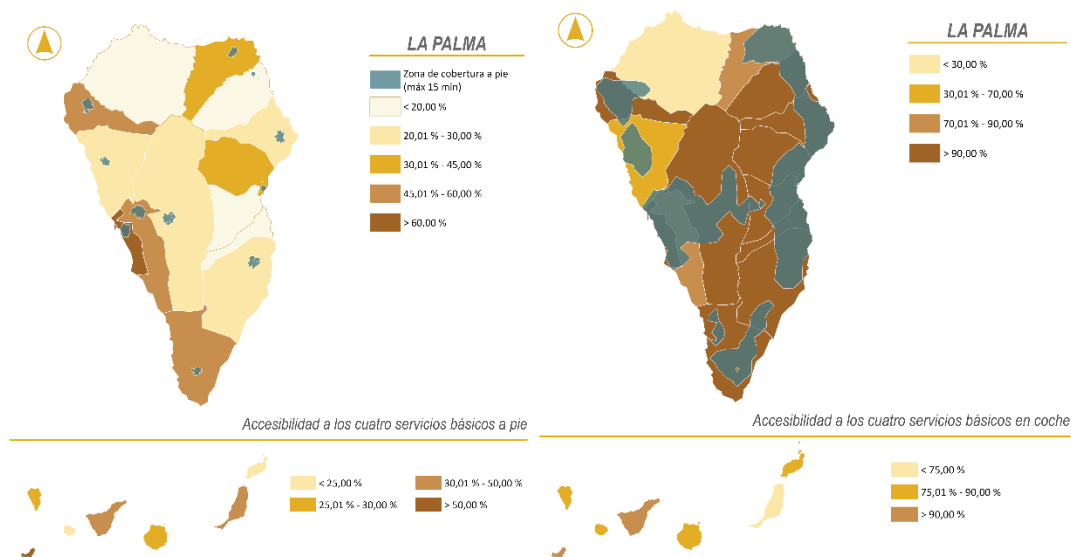 LA PALMA
Zona de cobertura a pie
(máx 15 min)
< 20,00 %
20,01 % - 30,00 %
30,01 % - 45,00 %
45,01 % - 60,00 %
> 60,00 %
Accesibilidad a los cuatro servicios básicos a pie
< 25,00 %
25,01 % - 30,00 %
30,01 % - 50,00 %
> 50,00 %
LA PALMA
< 30,00 %
30,01 % - 70,00 %
70,01 % - 90,00 %
> 90,00 %
Accesibilidad a los cuatro servicios básicos en coche
< 75,00 %
75,01 % - 90,00 %
> 90,00 %